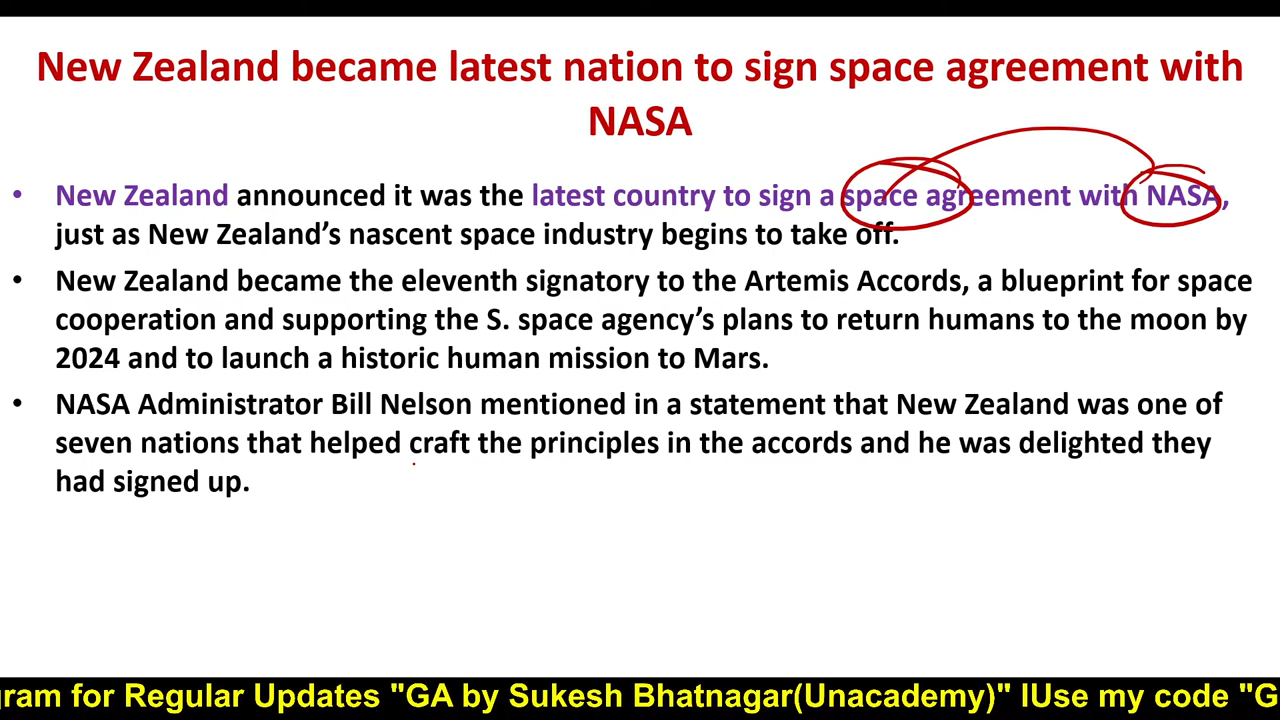 New Zealand became latest nation to sign space agreement with
NASA
• New Zealand announced it was the latest country to sign a space agreement with NASA,
just as New Zealand’s nascent space industry begins to take off.
• New Zealand became the eleventh signatory to the Artemis Accords, a blueprint for space
cooperation and supporting the S. space agency’s plans to return humans to the moon by
2024 and to launch a historic human mission to Mars.
• NASA Administrator Bill Nelson mentioned in a statement that New Zealand was one of
seven nations that helped craft the principles in the accords and he was delighted they
had signed up.
gram for Regular Updates "GA by Sukesh Bhatnagar(Unacademy)" lUse my code "G